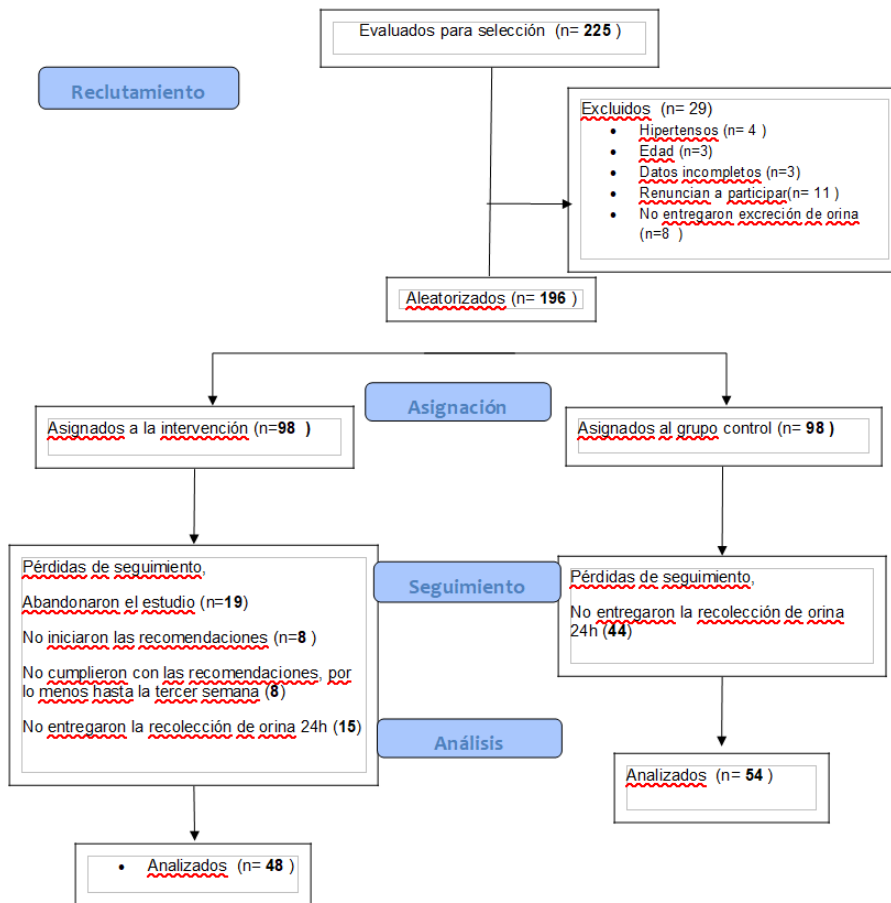 Evaluados para selección (n= 225 )
Reclutamiento
Excluidos (n= 29)
• Hipertensos (n= 4 )
• Edad (n=3)
• Datos incompletos (n=3)
• Renuncian a participar(n= 11 )
• No entregaron excreción de orina
(n=8 )
Aleatorizados (n= 196 )
Asignación
Asignados a la intervención (n=98 )
Asignados al grupo control (n= 98 )
Pérdidas de seguimiento,
Abandonaron el estudio (n=19)
No iniciaron las recomendaciones (n=8 )
No cumplieron con las recomendaciones, por
lo menos hasta la tercer semana (8)
No entregaron la recolección de orina 24h (15)
Seguimiento
Pérdidas de seguimiento,
No entregaron la recolección de orina
24h (44)
Análisis
Analizados (n= 54 )
• Analizados (n= 48 )